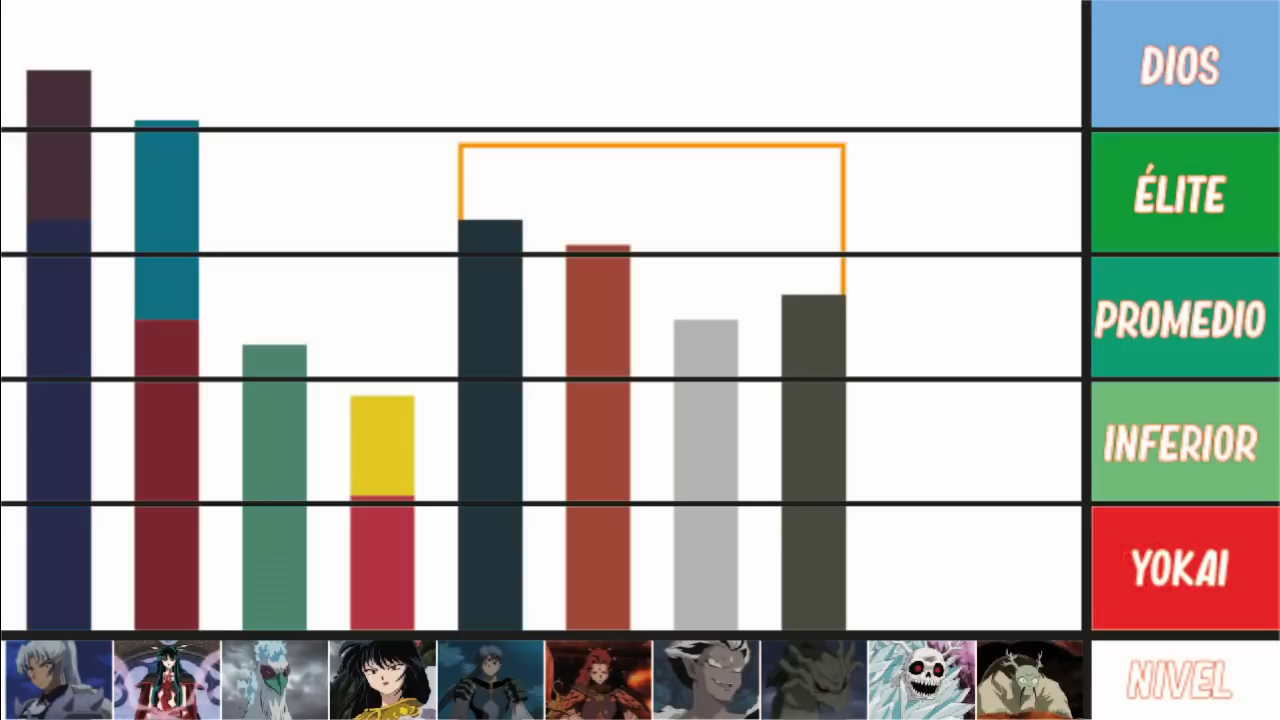 DIOS
ÉLITE
PROMEDIO
INFERIOR
YOKAI
NIVEL